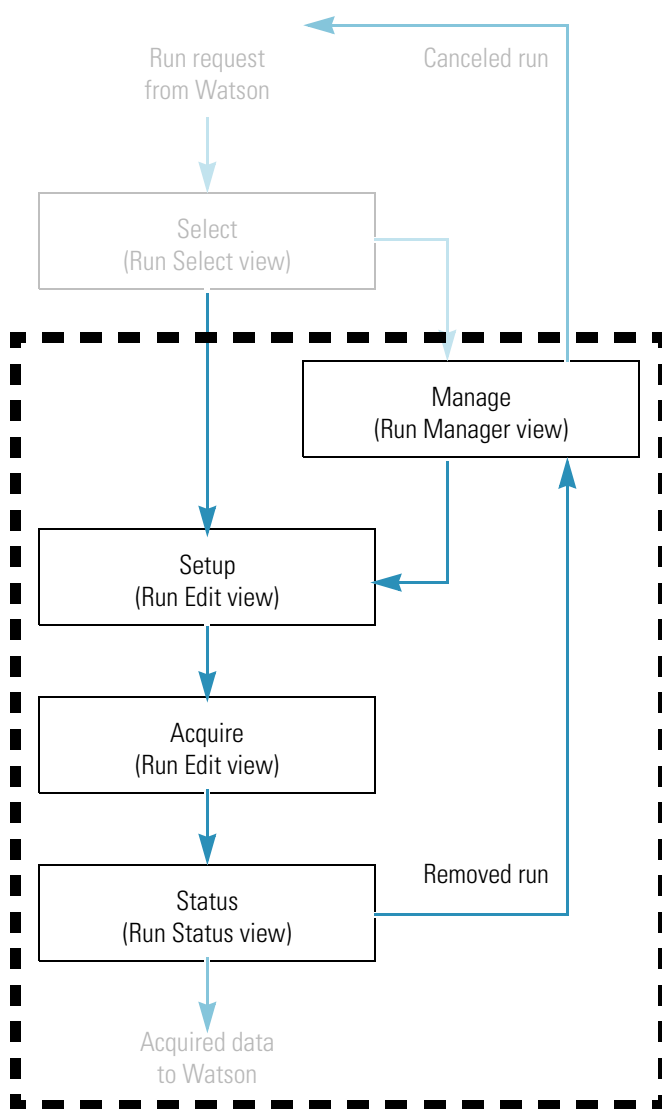 Run request
from Watson
Canceled run
Select
(Run Select view)
Manage
(Run Manager view)
Setup
(Run Edit view)
Acquire
(Run Edit view)
Removed run
Status
(Run Status view)
Acquired data
to Watson